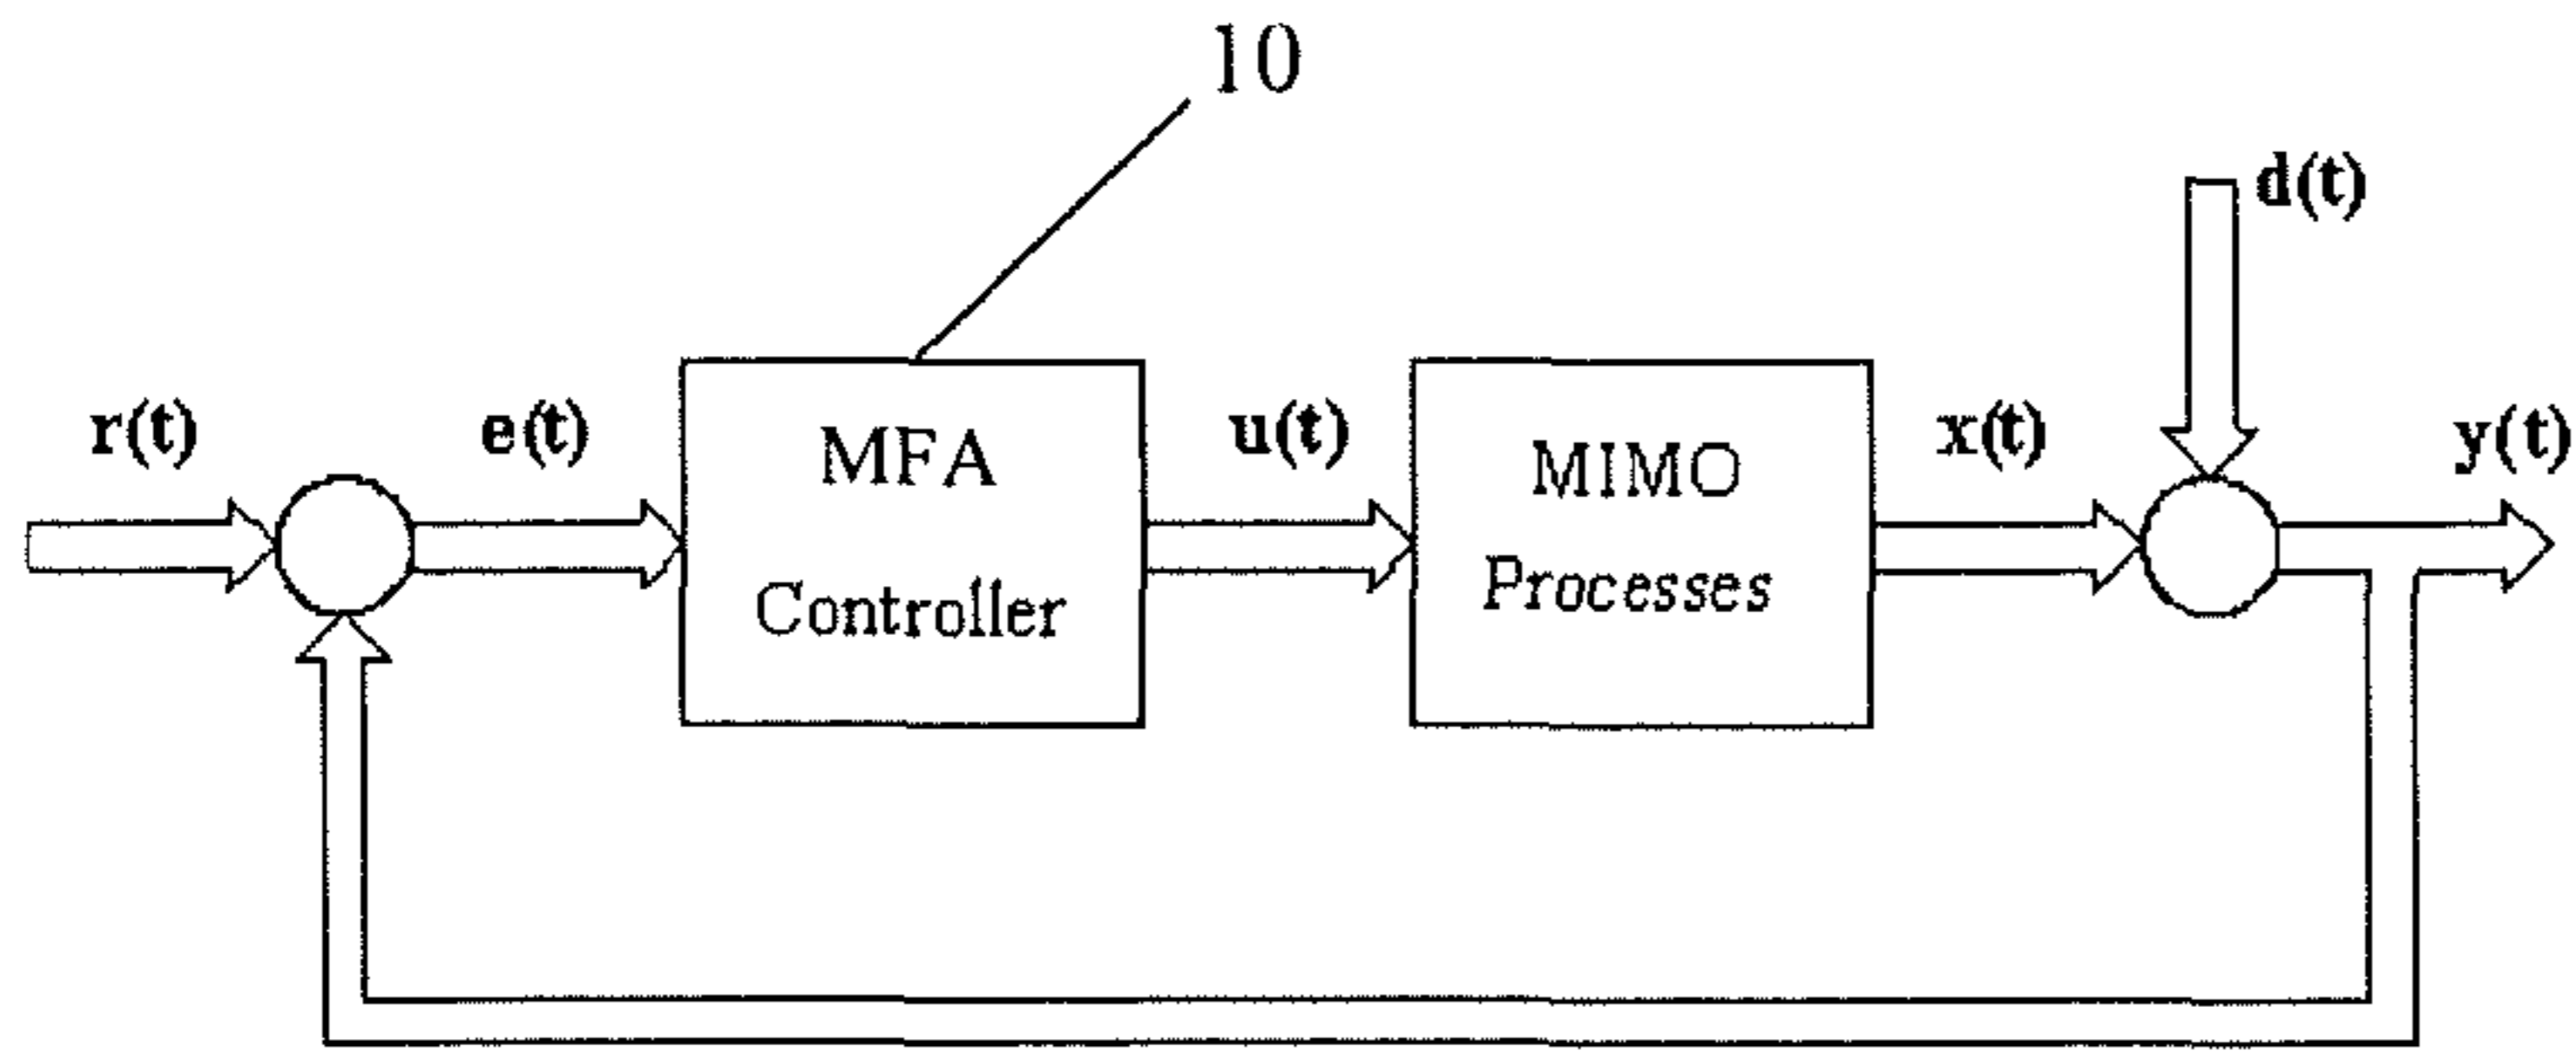 10
d(t)
r(t)
e(t)
MFA
Controller
u(t)
MIMO
Processes
x(t)
y(t)